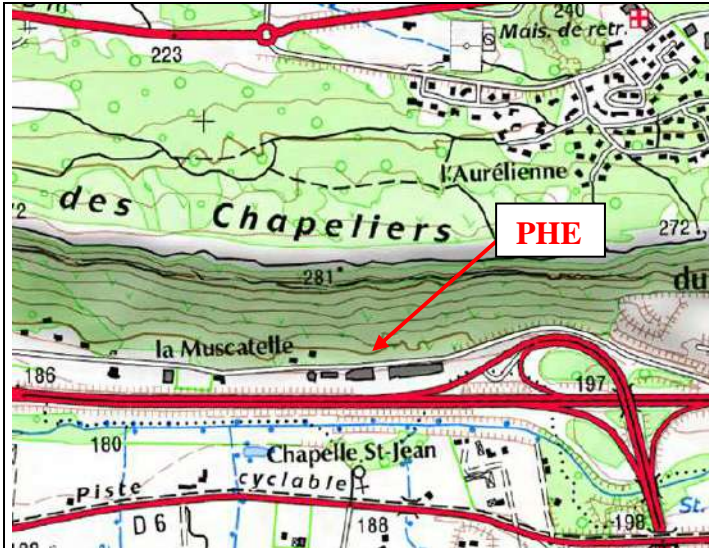 240
Mais. de retr.
223
l'Aurélienne
des Chapeliers
PHE
272
281
du
la Muscatelle
186
197
180
Chapelle St-Jean
Piste cyclable
St.
D 6
188
198